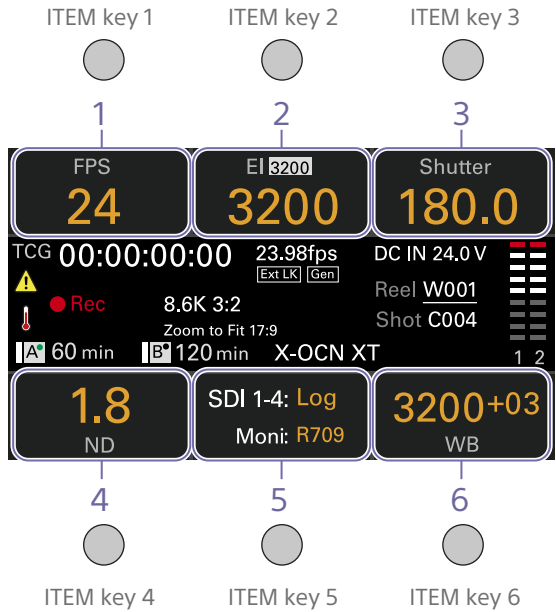 ITEM key 1 ITEM key 2 ITEM key 3
1 2 3
FPS EI 3200 Shutter
24 3200 180.0
TCG 00:00:00:00 23.98fps DC IN 24.0 V
Ext LK Gen
Rec 8.6K 3:2 Reel W001
Zoom to Fit 17:9 Shot C004
A 60 min B 120 min X-OCN XT 1 2
1.8 SDI 1-4: Log 3200+03
ND Moni: R709 WB
4 5 6
ITEM key 4 ITEM key 5 ITEM key 6